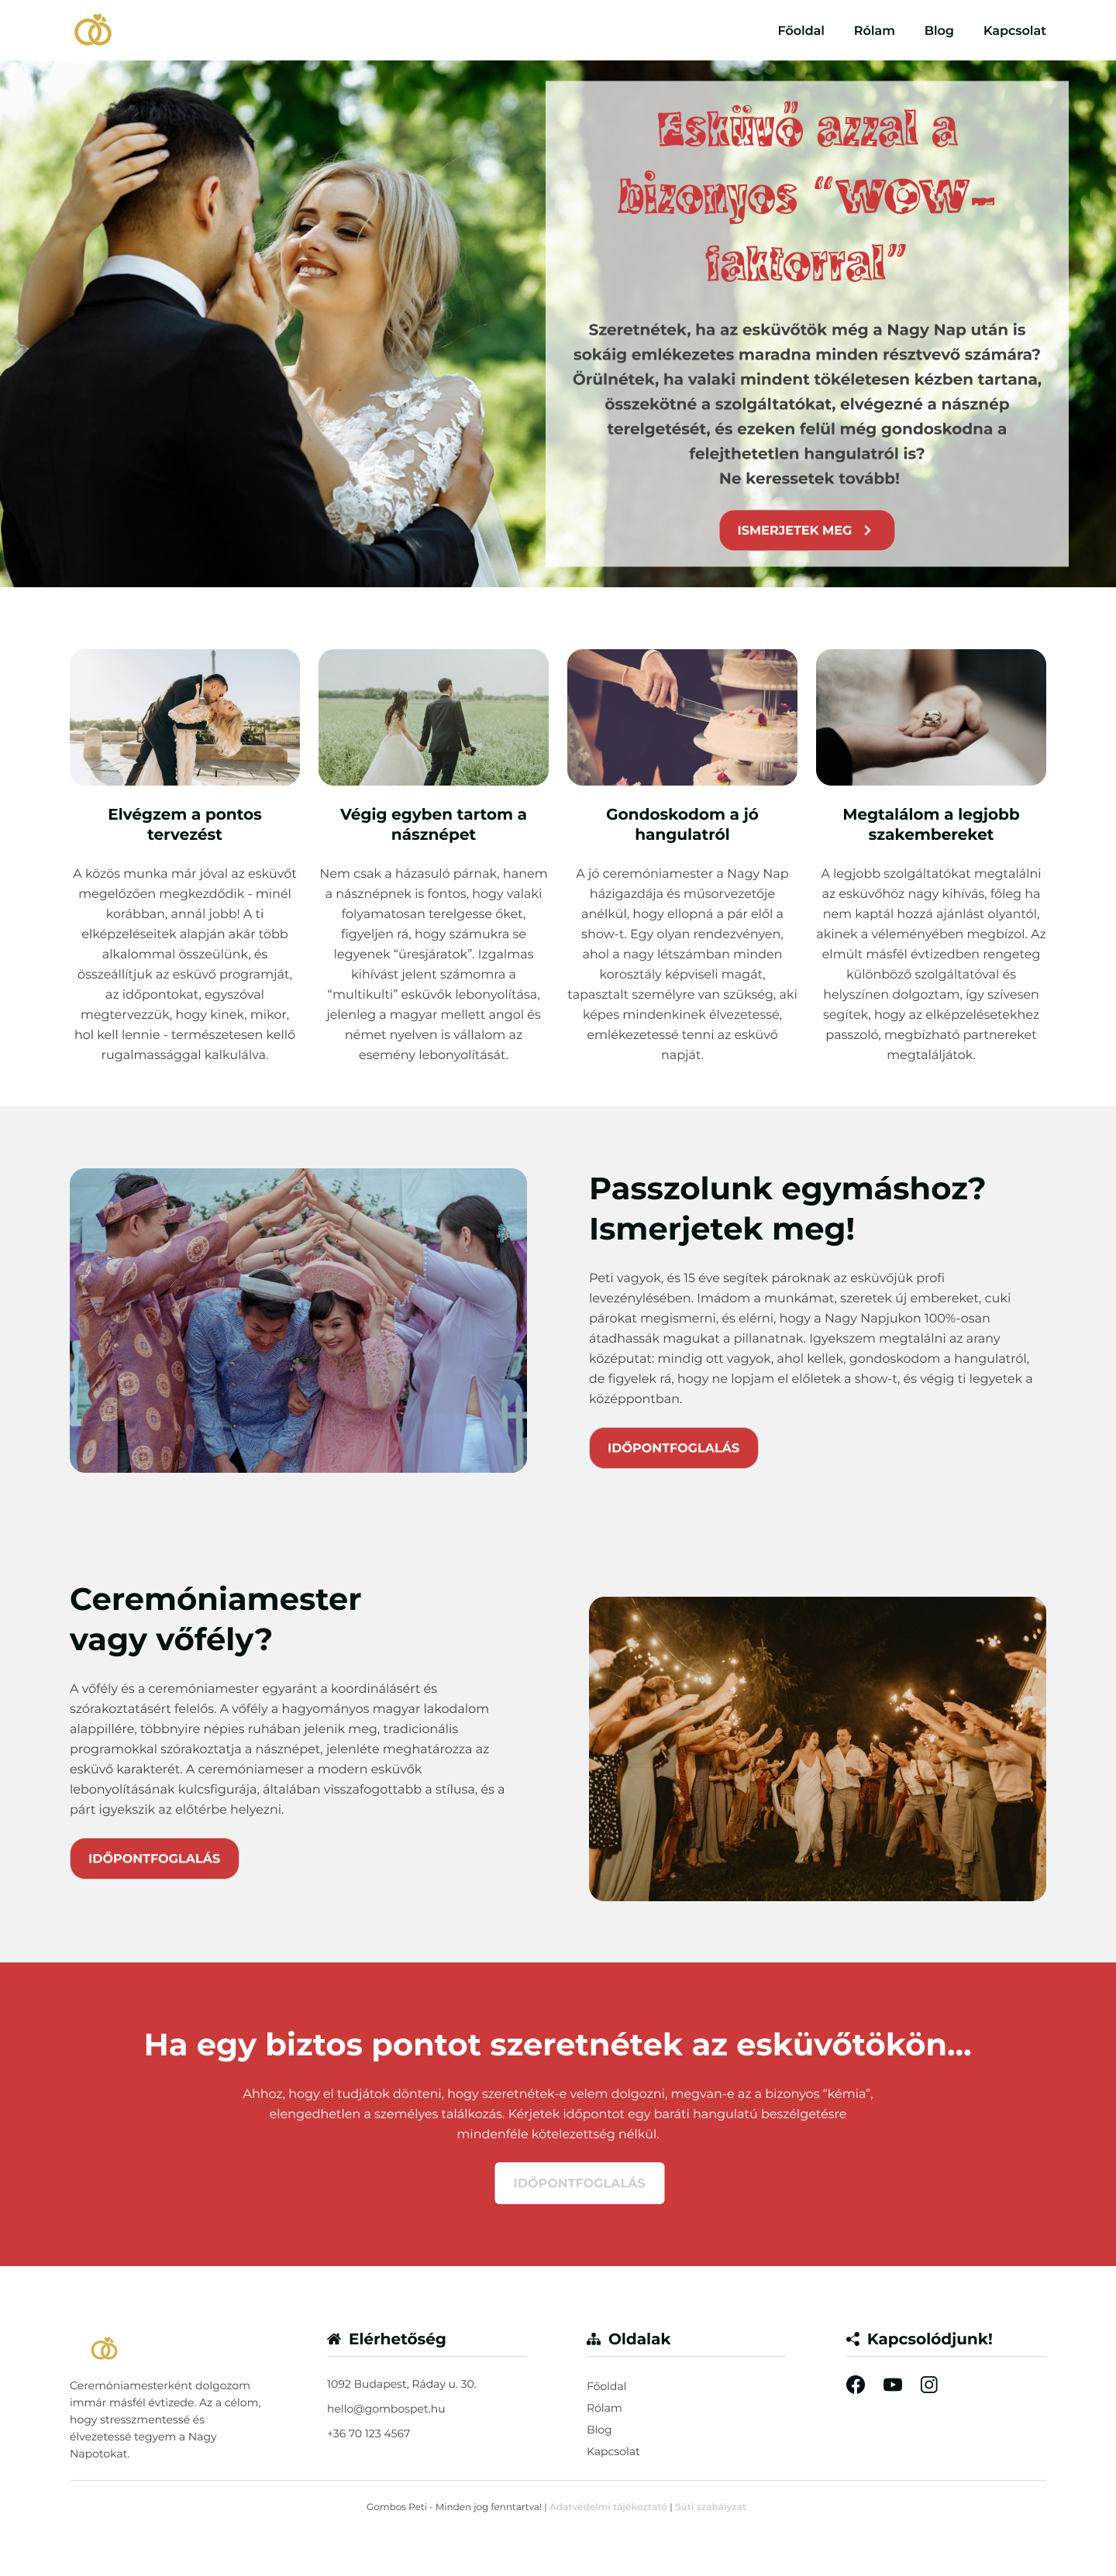 Főoldal Rólam Blog Kapcsolat
Esküvő azzal a
bizonyos “WOW-
faktorral”
Szeretnétek, ha az esküvőtök még a Nagy Nap után is
sokáig emlékezetes maradna minden résztvevő számára?
Örülnétek, ha valaki mindent tökéletesen kézben tartana,
összekötné a szolgáltatókat, elvégezné a násznép
terelgetését, és ezeken felül még gondoskodna a
felejthetetlen hangulatról is?
Ne keressetek tovább!
ISMERJETEK MEG
Elvégzem a pontos
tervezést
A közös munka már jóval az esküvőt
megelőzően megkezdődik - minél
korábban, annál jobb! A ti
elképzeléseitek alapján akár több
alkalommal összeülünk, és
összeállítjuk az esküvő programját,
az időpontokat, egyszóval
megtervezzük, hogy kinek, mikor,
hol kell lennie - természetesen kellő
rugalmassággal kalkulálva.
Végig egyben tartom a
násznépet
Nem csak a házasuló párnak, hanem
a násznépnek is fontos, hogy valaki
folyamatosan terelgesse őket,
figyeljen rá, hogy számukra se
legyenek “üresjáratok”. Izgalmas
kihívást jelent számomra a
“multikulti” esküvők lebonyolítása,
jelenleg a magyar mellett angol és
német nyelven is vállalom az
esemény lebonyolítását.
Gondoskodom a jó
hangulatról
A jó ceremóniamester a Nagy Nap
házigazdája és műsorvezetője
anélkül, hogy ellopná a pár elől a
show-t. Egy olyan rendezvényen,
ahol a nagy létszámban minden
korosztály képviseli magát,
tapasztalt személyre van szükség, aki
képes mindenkinek élvezetessé,
emlékezetessé tenni az esküvő
napját.
Megtalálom a legjobb
szakembereket
A legjobb szolgáltatókat megtalálni
az esküvőhöz nagy kihívás, főleg ha
nem kaptál hozzá ajánlást olyantól,
akinek a véleményében megbízol. Az
elmúlt másfél évtizedben rengeteg
különböző szolgáltatóval és
helyszínen dolgoztam, így szívesen
segítek, hogy az elképzelésetekhez
passzoló, megbízható partnereket
megtaláljátok.
Passzolunk egymáshoz?
Ismerjetek meg!
Peti vagyok, és 15 éve segítek pároknak az esküvőjük profi
levezénylésében. Imádom a munkámat, szeretek új embereket, cuki
párokat megismerni, és elérni, hogy a Nagy Napjukon 100%-osan
átadhassák magukat a pillanatnak. Igyekszem megtalálni az arany
középutat: mindig ott vagyok, ahol kellek, gondoskodom a hangulatról,
de figyelek rá, hogy ne lopjam el előletek a show-t, és végig ti legyetek a
középpontban.
IDŐPONTFOGLALÁS
Ceremóniamester
vagy vőfély?
A vőfély és a ceremóniamester egyaránt a koordinálásért és
szórakoztatásért felelős. A vőfély a hagyományos magyar lakodalom
alappillére, többnyire népies ruhában jelenik meg, tradicionális
programokkal szórakoztatja a násznépet, jelenléte meghatározza az
esküvő karakterét. A ceremóniameser a modern esküvők
lebonyolításának kulcsfigurája, általában visszafogottabb a stílusa, és a
párt igyekszik az előtérbe helyezni.
IDŐPONTFOGLALÁS
Ha egy biztos pontot szeretnétek az esküvőtökön...
Ahhoz, hogy el tudjátok dönteni, hogy szeretnétek-e velem dolgozni, megvan-e az a bizonyos “kémia”,
elengedhetlen a személyes találkozás. Kérjetek időpontot egy baráti hangulatú beszélgetésre
mindenféle kötelezettség nélkül.
IDŐPONTFOGLALÁS
Ceremóniamesterként dolgozom
immár másfél évtizede. Az a célom,
hogy stresszmentessé és
élvezetessé tegyem a Nagy
Napotokat.
Elérhetőség
1092 Budapest, Ráday u. 30.
hello@gombospet.hu
+36 70 123 4567
Oldalak
Főoldal
Rólam
Blog
Kapcsolat
Kapcsolódjunk!
Gombos Peti - Minden jog fenntartva! | Adatvédelmi tájékoztató | Süti szabályzat